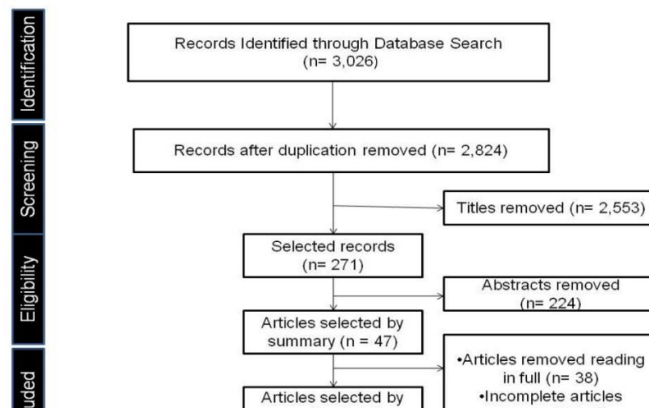 Identification
Records Identified through Database Search
(n= 3,026)
Screening
Records after duplication removed (n= 2,824)
Titles removed (n= 2,553)
Eligibility
Selected records
(n= 271)
Abstracts removed
(n= 224)
Articles selected by
summary (n = 47)
uded
•Articles removed reading
in full (n= 38)
•Incomplete articles
Articles selected by